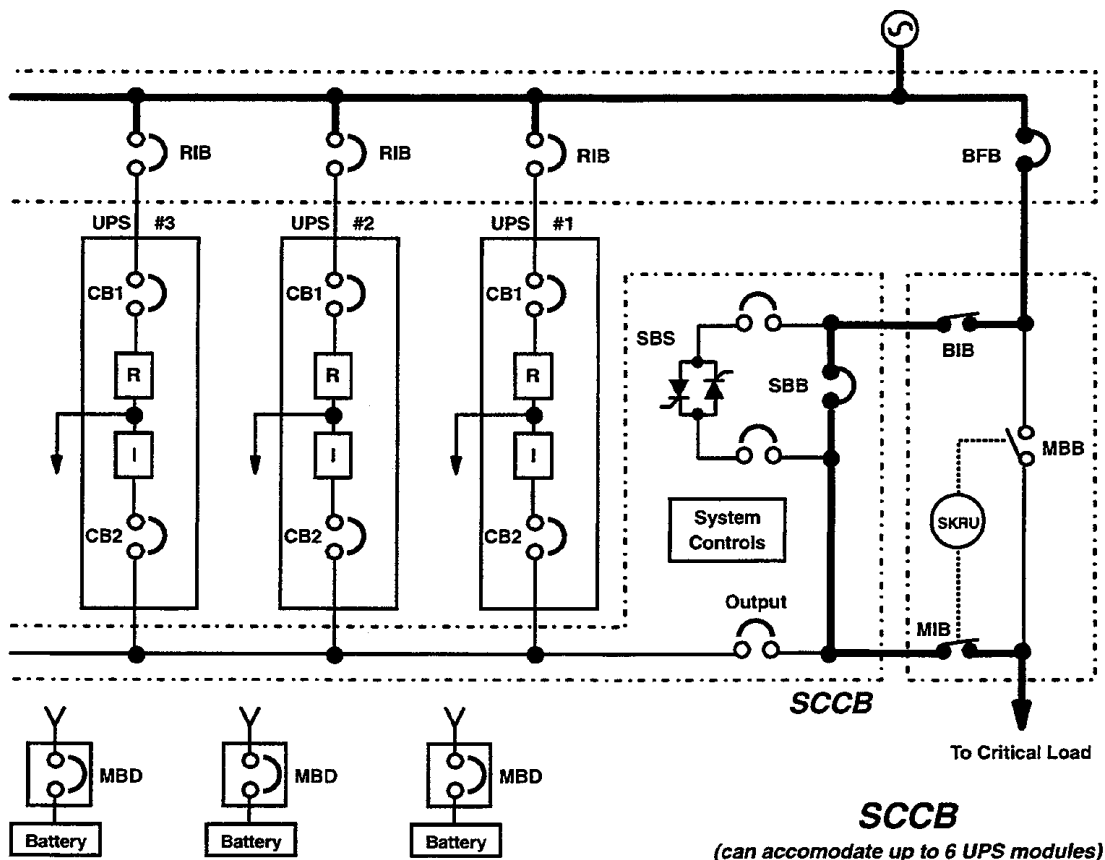 RIB
RIB
RIB
BFB
UPS #3
UPS #2
UPS #1
CB1
CB1
CB1
SBS
BIB
SBB
R
R
R
MBB
I
I
I
SKRU
System
Controls
CB2
CB2
CB2
Output
MIB
SCCB
To Critical Load
MBD
MBD
MBD
Battery
Battery
Battery
SCCB
(can accomodate up to 6 UPS modules)